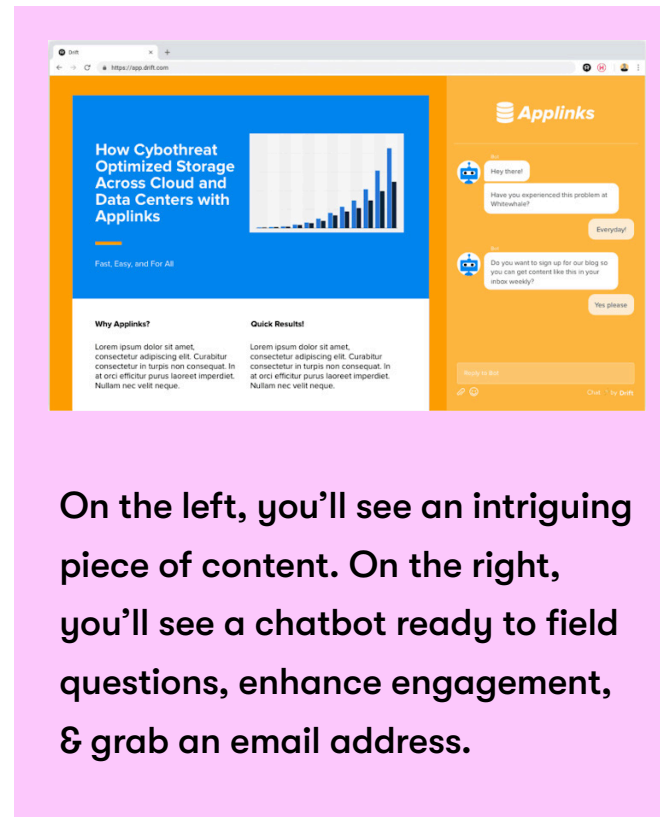 Drift
https://app.drift.com
How Cybothreat
Optimized Storage
Across Cloud and
Data Centers with
Applinks
Fast, Easy, and For All
Why Applinks?
Lorem ipsum dolor sit amet,
consectetur adipiscing elit. Curabitur
consectetur in turpis non consequat. In
at orci efficitur purus laoreet imperdiet.
Nullam nec velit neque.
Quick Results!
Lorem ipsum dolor sit amet,
consectetur adipiscing elit. Curabitur
consectetur in turpis non consequat. In
at orci efficitur purus laoreet imperdiet.
Nullam nec velit neque.
Applinks
Bot
Hey there!
Have you experienced this problem at
Whitewhale?
Everyday!
Bot
Do you want to sign up for our blog so
you can get content like this in your
inbox weekly?
Yes please
Reply to Bot
Chat ⚡ by Drift
On the left, you’ll see an intriguing
piece of content. On the right,
you’ll see a chatbot ready to field
questions, enhance engagement,
& grab an email address.